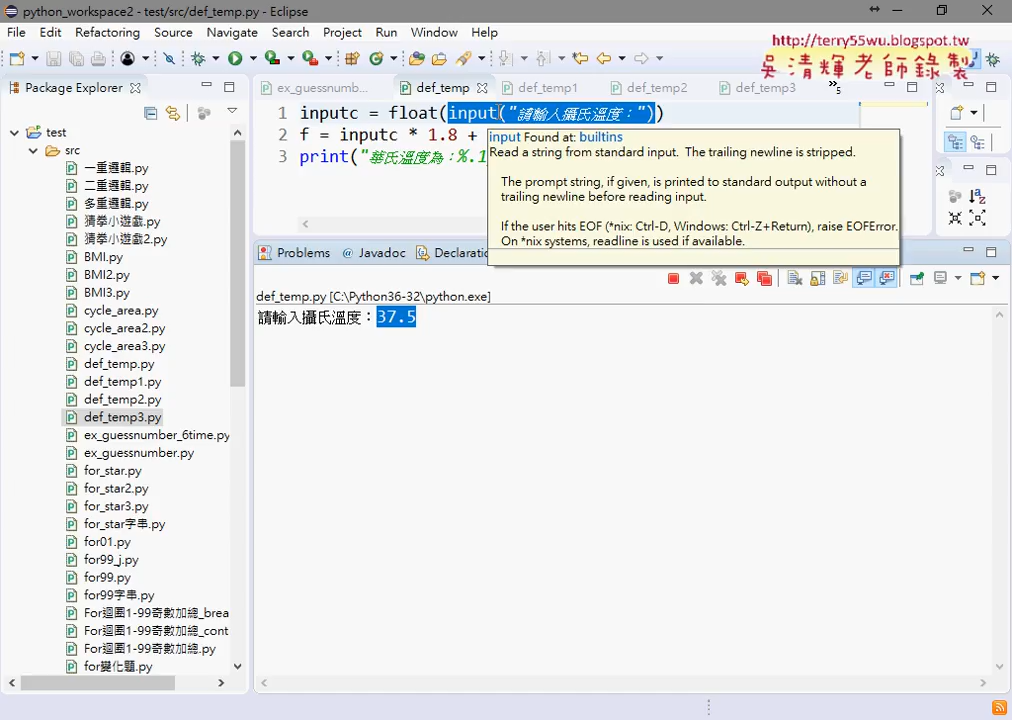 python_workspace2 - test/src/def_temp.py - Eclipse
File Edit Refactoring Source Navigate Search Project Run Window Help
http://terry55wu.blogspot.tw
吳清輝老師錄製
Package Explorer
ex_guessnumb... def_temp def_temp1 def_temp2 def_temp3 5
1 inputc = float(input("請輸入攝氏溫度："))
2 f = inputc * 1.8 +
3 print("華氏溫度為：%.1
input Found at: builtins
Read a string from standard input. The trailing newline is stripped.
The prompt string, if given, is printed to standard output without a
trailing newline before reading input.
If the user hits EOF (*nix: Ctrl-D, Windows: Ctrl-Z+Return), raise EOFError.
On *nix systems, readline is used if available.
Problems Javadoc Declaratio
def_temp.py [C:\Python36-32\python.exe]
請輸入攝氏溫度：37.5
test
src
一重邏輯.py
二重邏輯.py
多重邏輯.py
猜拳小遊戲.py
猜拳小遊戲2.py
BMI.py
BMI2.py
BMI3.py
cycle_area.py
cycle_area2.py
cycle_area3.py
def_temp.py
def_temp1.py
def_temp2.py
def_temp3.py
ex_guessnumber_6time.py
ex_guessnumber.py
for_star.py
for_star2.py
for_star3.py
for_star字串.py
for01.py
for99_j.py
for99.py
for99字串.py
For迴圈1-99奇數加總_brea
For迴圈1-99奇數加總_cont
For迴圈1-99奇數加總.py
for變化題.py